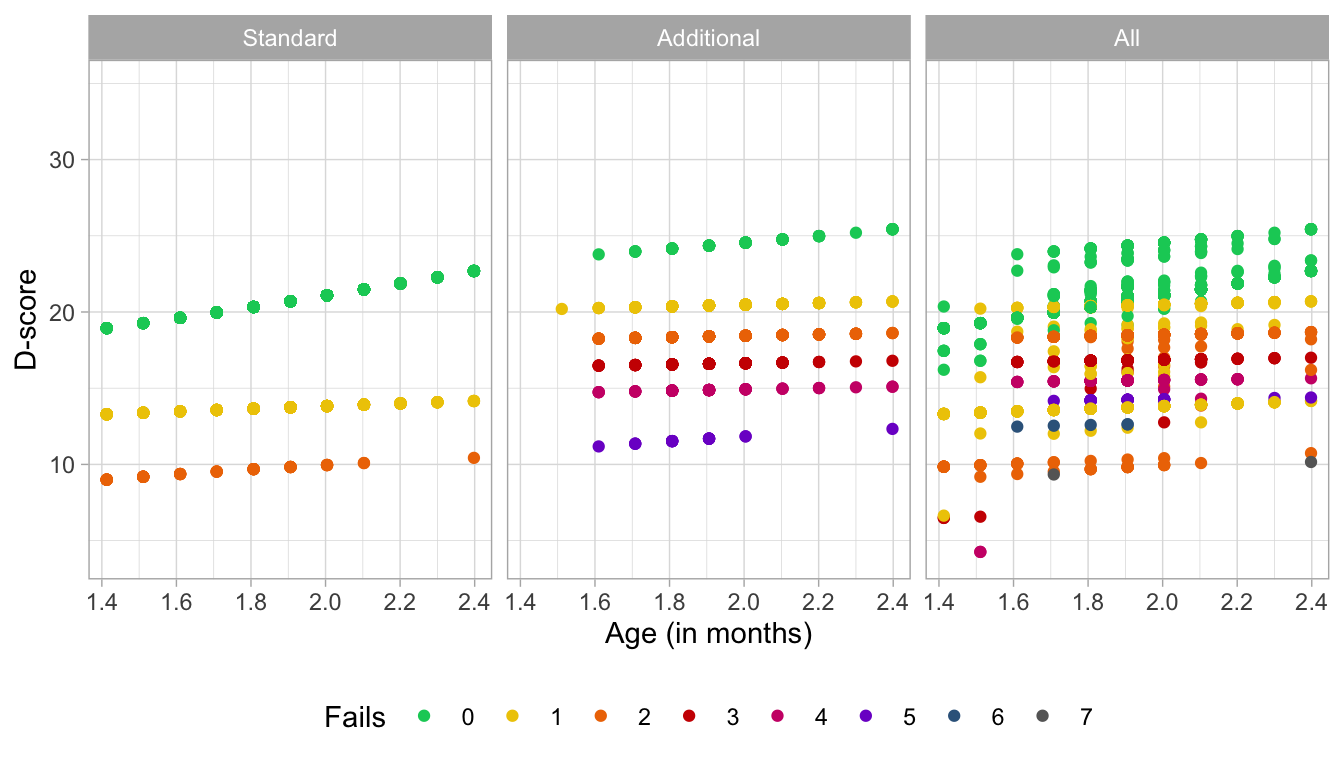 Standard Additional All
30
20
10
D-score
1.4 1.6 1.8 2.0 2.2 2.4 1.4 1.6 1.8 2.0 2.2 2.4 1.4 1.6 1.8 2.0 2.2 2.4
Age (in months)
Fails 0 1 2 3 4 5 6 7